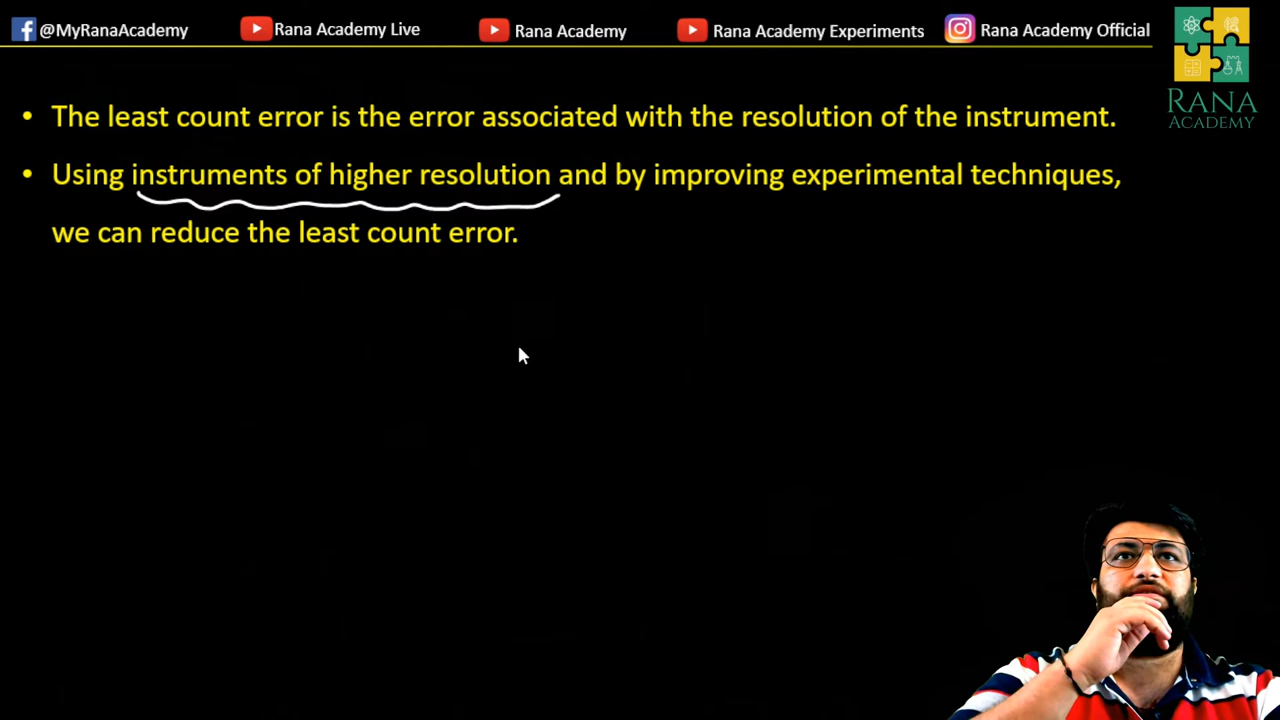 @MyRanaAcademy Rana Academy Live Rana Academy Rana Academy Experiments Rana Academy Official
RANA
ACADEMY
• The least count error is the error associated with the resolution of the instrument.
• Using instruments of higher resolution and by improving experimental techniques,
we can reduce the least count error.